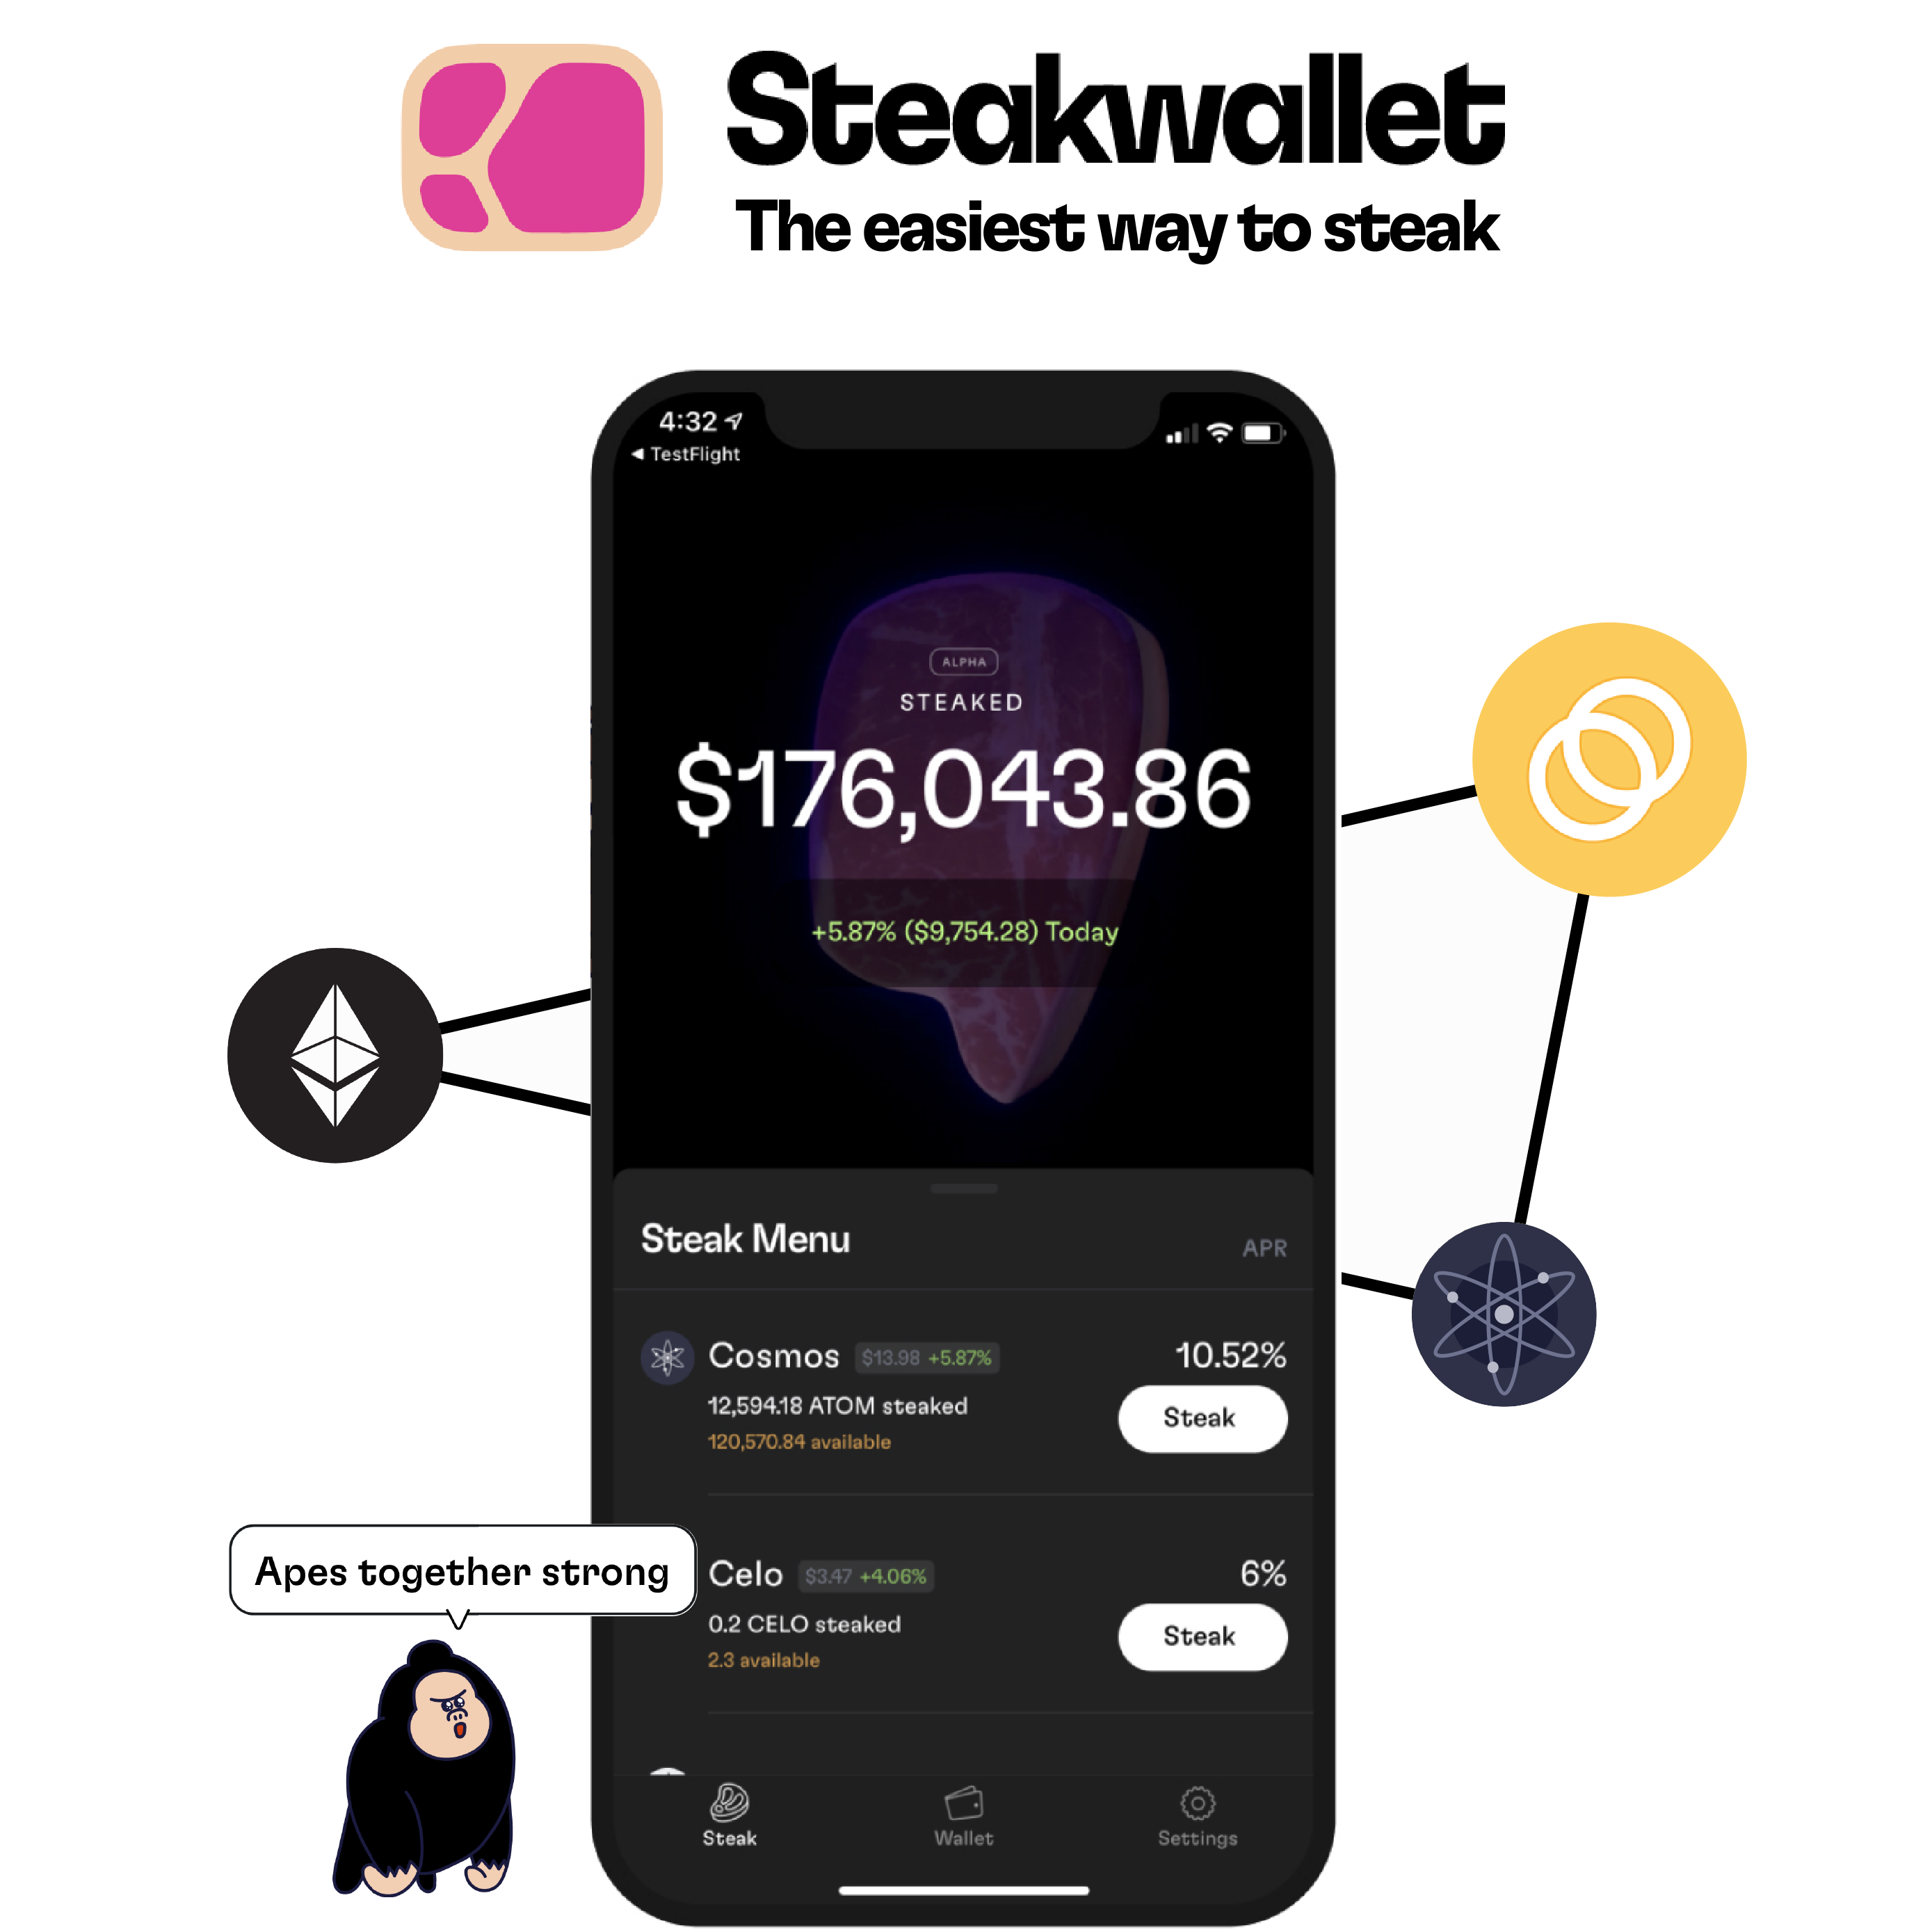 Steakwallet
The easiest way to steak
4:32
◀ TestFlight
ALPHA
STEAKED
$176,043.86
+5.87% ($9,754.28) Today
Steak Menu
APR
Cosmos $13.98 +5.87% 10.52%
12,594.18 ATOM steaked
Steak
120,570.84 available
Apes together strong
Celo $3.47 +4.06% 6%
0.2 CELO steaked
Steak
2.3 available
Steak Wallet Settings